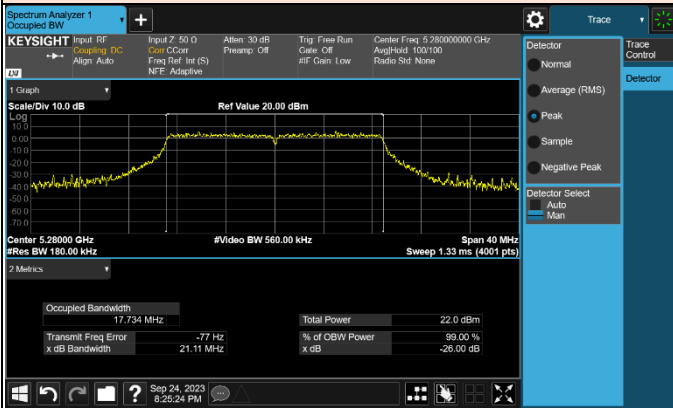 Spectrum Analyzer 1
Occupied BW
+
Trace
KEYSIGHT
Input: RF
Coupling: DC
Align: Auto
Input Z: 50 Ω
Corr CCorr
Freq Ref: Int (S)
NFE: Adaptive
Atten: 30 dB
Preamp: Off
Trig: Free Run
Gate: Off
#IF Gain: Low
Center Freq: 5.280000000 GHz
Avg|Hold: 100/100
Radio Std: None
LXI
1 Graph
Scale/Div 10.0 dB
Ref Value 20.00 dBm
Log
10.0
0.00
-10.0
-20.0
-30.0
-40.0
-50.0
-60.0
-70.0
Center 5.28000 GHz
#Video BW 560.00 kHz
Span 40 MHz
#Res BW 180.00 kHz
Sweep 1.33 ms (4001 pts)
2 Metrics
Occupied Bandwidth
17.734 MHz
Total Power 22.0 dBm
Transmit Freq Error -77 Hz
% of OBW Power 99.00 %
x dB Bandwidth 21.11 MHz
x dB -26.00 dB
Detector
Normal
Average (RMS)
Peak
Sample
Negative Peak
Detector Select
Auto
Man
Trace
Control
Detector
?
Sep 24, 2023
8:25:24 PM